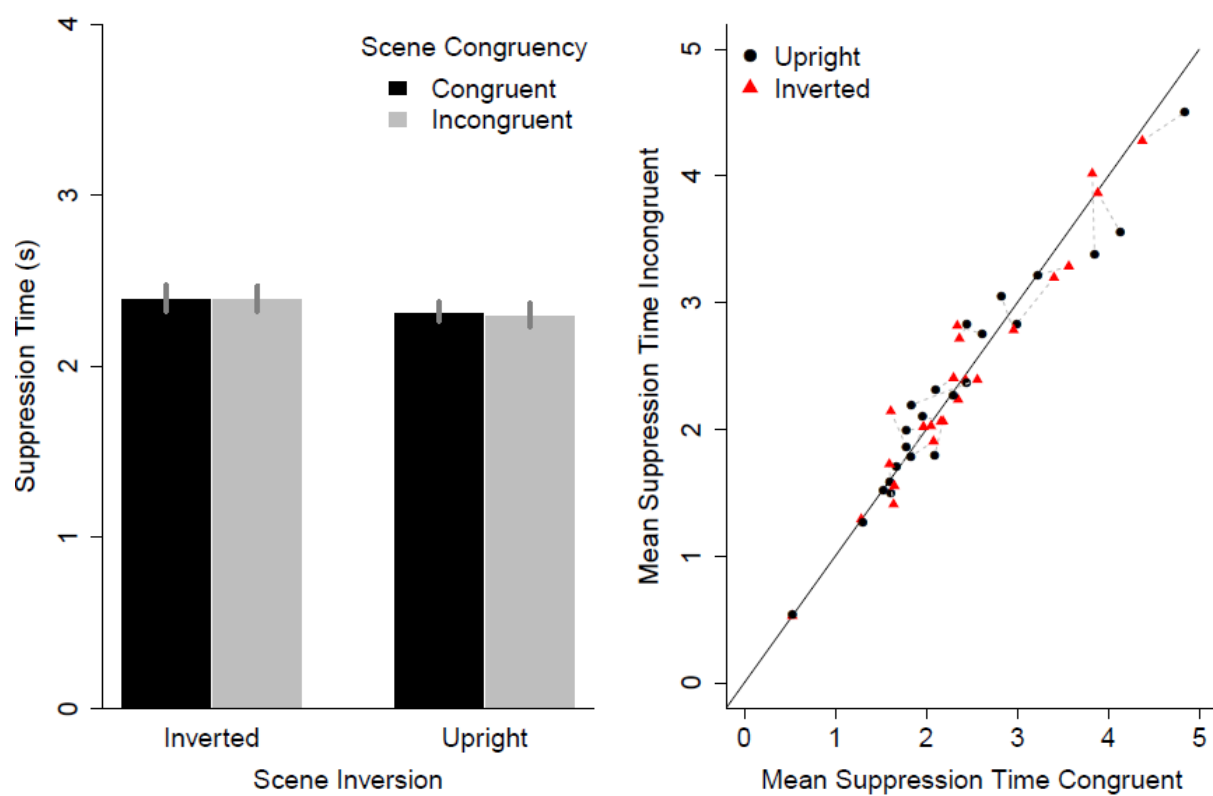 Suppression Time (s)
4
3
2
1
0
Scene Congruency
Congruent
Incongruent
Inverted
Upright
Scene Inversion
Mean Suppression Time Incongruent
5
4
3
2
1
0
Upright
Inverted
0
1
2
3
4
5
Mean Suppression Time Congruent